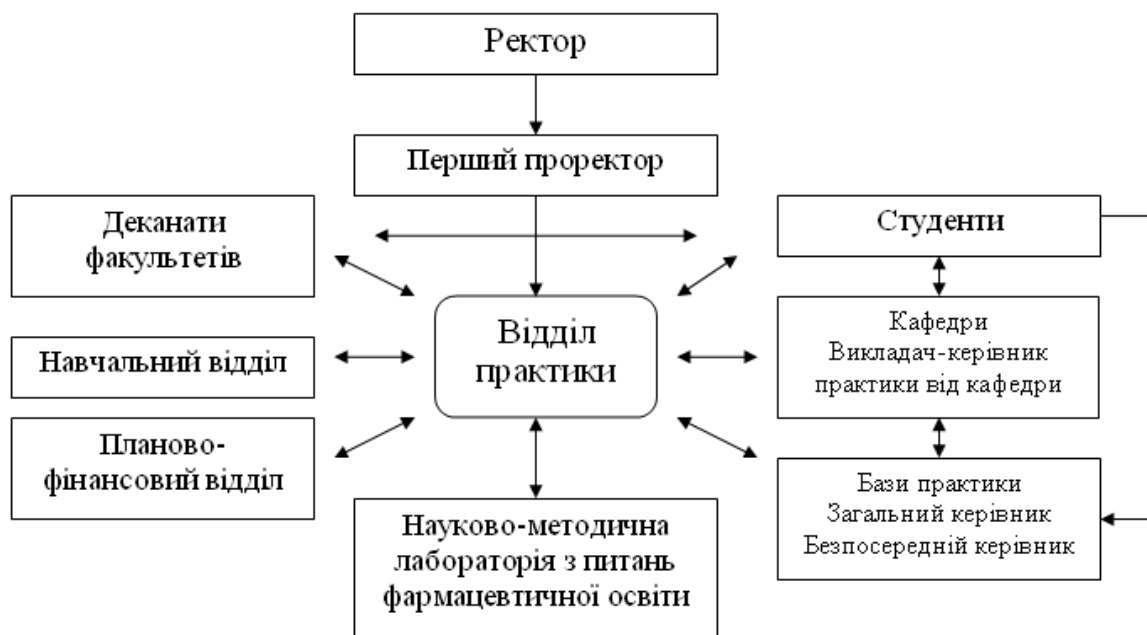 Ректор
Перший проректор
Деканати
факультетів
Студенти
Відділ
практики
Навчальний відділ
Кафедри
Викладач-керівник
практики від кафедри
Планово-
фінансовий відділ
Бази практики
Загальний керівник
Безпосередній керівник
Науково-методична
лабораторія з питань
фармацевтичної освіти